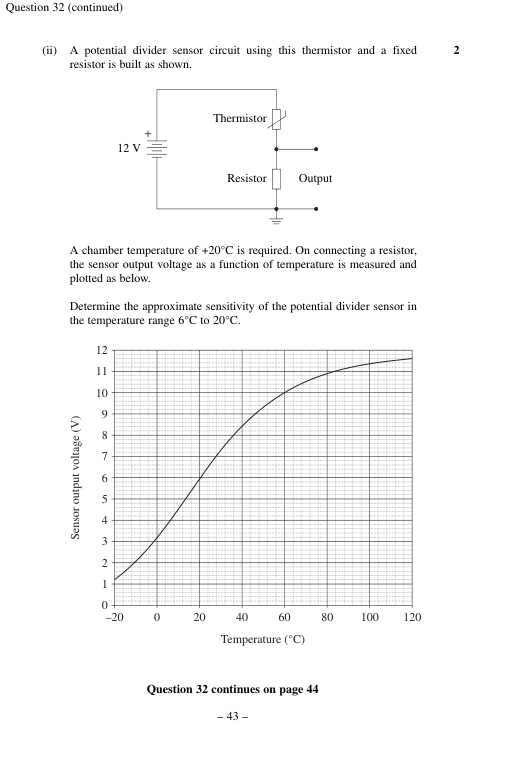 Question 32 (continued)
(ii) A potential divider sensor circuit using this thermistor and a fixed 2
resistor is built as shown.
Thermistor
+
12 V
Resistor Output
A chamber temperature of +20°C is required. On connecting a resistor,
the sensor output voltage as a function of temperature is measured and
plotted as below.
Determine the approximate sensitivity of the potential divider sensor in
the temperature range 6°C to 20°C.
12
11
10
9
8
7
6
5
4
3
2
1
0
Sensor output voltage (V)
–20 0 20 40 60 80 100 120
Temperature (°C)
Question 32 continues on page 44
– 43 –